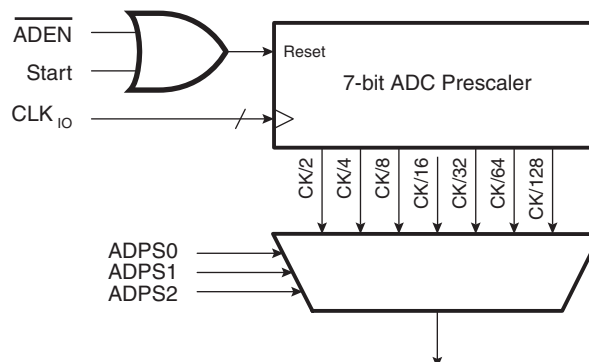 ADEN
Start
CLK IO
Reset
7-bit ADC Prescaler
CK/2
CK/4
CK/8
CK/16
CK/32
CK/64
CK/128
ADPS0
ADPS1
ADPS2